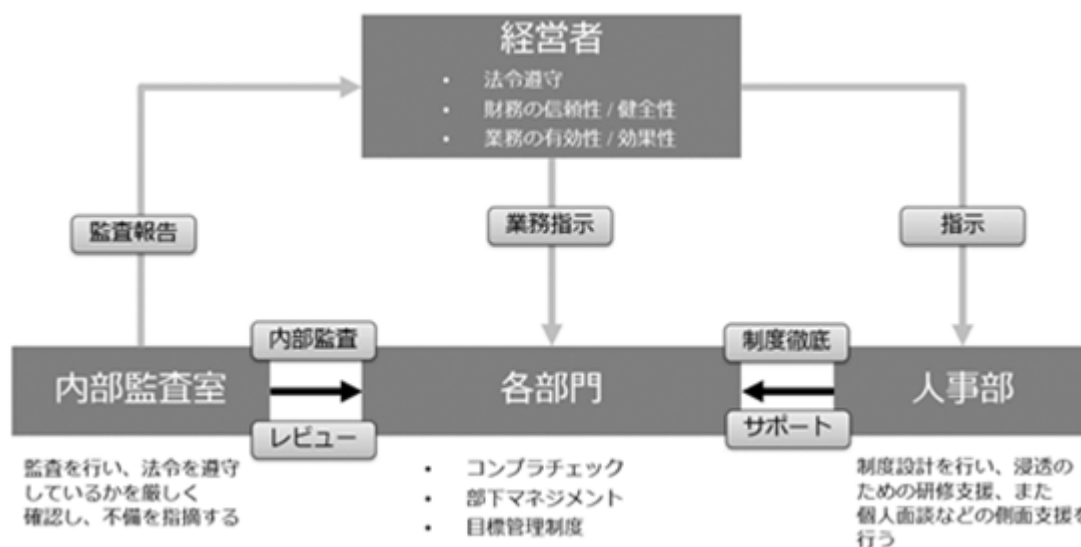 経営者
• 法令遵守
• 財務の信頼性 / 健全性
• 業務の有効性 / 効果性
監査報告
業務指示
指示
内部監査
制度徹底
内部監査室
各部門
人事部
レビュー
サポート
監査を行い、法令を遵守
しているかを厳しく
確認し、不備を指摘する
• コンプラチェック
• 部下マネジメント
• 目標管理制度
制度設計を行い、浸透の
ための研修支援、また
個人面談などの側面支援を
行う